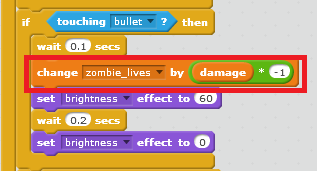 if touching bullet ? then
wait 0.1 secs
change zombie_lives by damage * -1
set brightness effect to 60
wait 0.2 secs
set brightness effect to 0